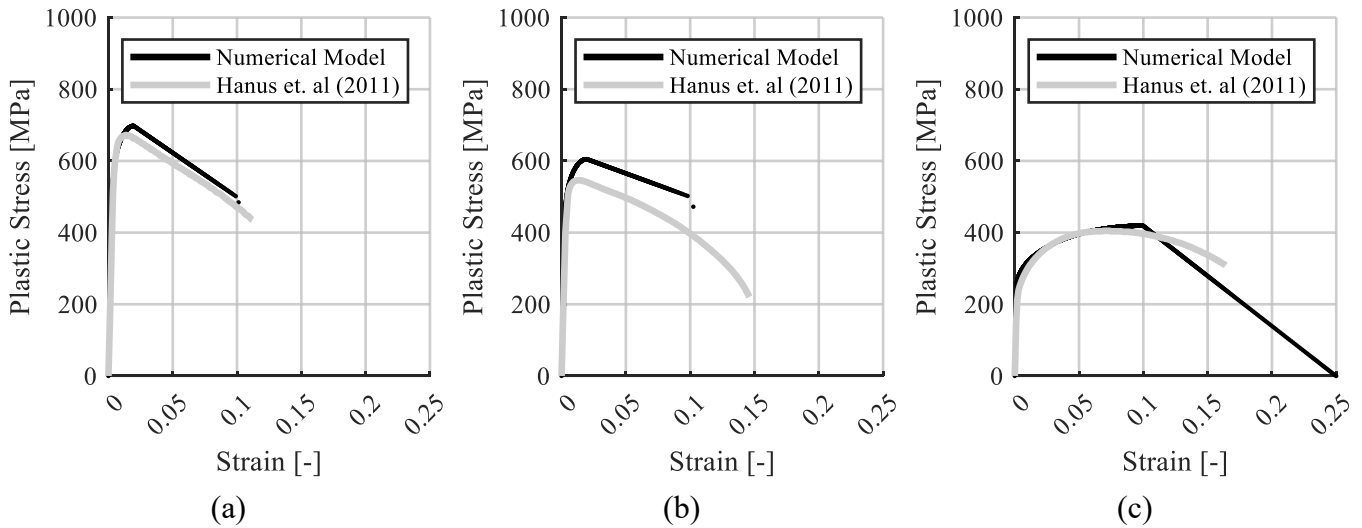 1000
800
600
400
200
0
Plastic Stress [MPa]
Numerical Model
Hanus et. al (2011)
0
0.05
0.1
0.15
0.2
0.25
Strain [-]
(a)
1000
800
600
400
200
0
Plastic Stress [MPa]
Numerical Model
Hanus et. al (2011)
0
0.05
0.1
0.15
0.2
0.25
Strain [-]
(b)
1000
800
600
400
200
0
Plastic Stress [MPa]
Numerical Model
Hanus et. al (2011)
0
0.05
0.1
0.15
0.2
0.25
Strain [-]
(c)